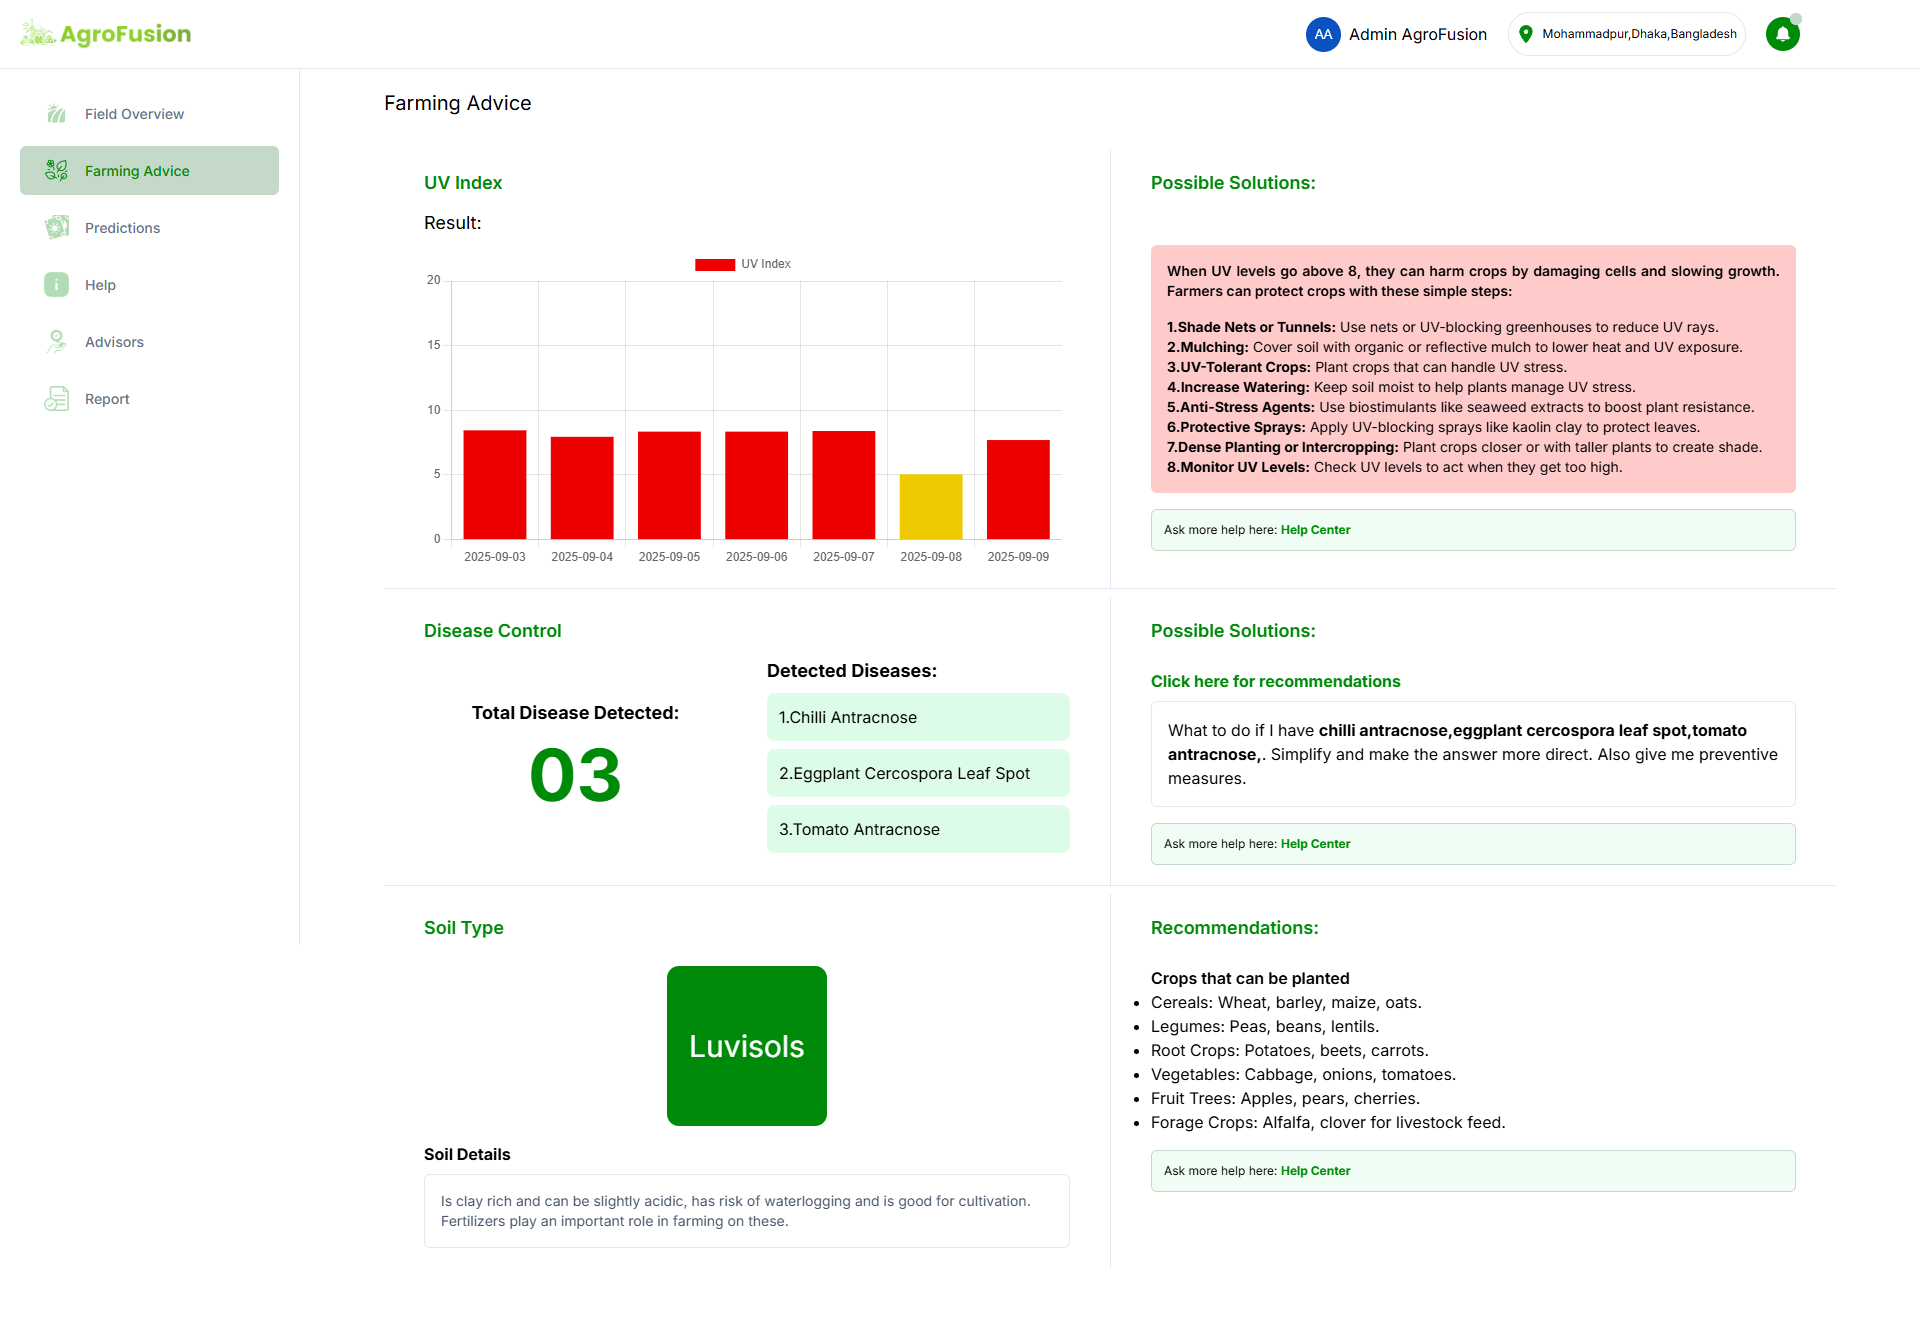 AgroFusion
AA Admin AgroFusion
Mohammadpur,Dhaka,Bangladesh
Field Overview
Farming Advice
Predictions
Help
Advisors
Report
Farming Advice
UV Index
Result:
UV Index
20
15
10
5
0
2025-09-03 2025-09-04 2025-09-05 2025-09-06 2025-09-07 2025-09-08 2025-09-09
Possible Solutions:
When UV levels go above 8, they can harm crops by damaging cells and slowing growth.
Farmers can protect crops with these simple steps:
1.Shade Nets or Tunnels: Use nets or UV-blocking greenhouses to reduce UV rays.
2.Mulching: Cover soil with organic or reflective mulch to lower heat and UV exposure.
3.UV-Tolerant Crops: Plant crops that can handle UV stress.
4.Increase Watering: Keep soil moist to help plants manage UV stress.
5.Anti-Stress Agents: Use biostimulants like seaweed extracts to boost plant resistance.
6.Protective Sprays: Apply UV-blocking sprays like kaolin clay to protect leaves.
7.Dense Planting or Intercropping: Plant crops closer or with taller plants to create shade.
8.Monitor UV Levels: Check UV levels to act when they get too high.
Ask more help here: Help Center
Disease Control
Total Disease Detected:
03
Detected Diseases:
1.Chilli Antracnose
2.Eggplant Cercospora Leaf Spot
3.Tomato Antracnose
Possible Solutions:
Click here for recommendations
What to do if I have chilli antracnose,eggplant cercospora leaf spot,tomato
antracnose,. Simplify and make the answer more direct. Also give me preventive
measures.
Ask more help here: Help Center
Soil Type
Luvisols
Soil Details
Is clay rich and can be slightly acidic, has risk of waterlogging and is good for cultivation.
Fertilizers play an important role in farming on these.
Recommendations:
Crops that can be planted
• Cereals: Wheat, barley, maize, oats.
• Legumes: Peas, beans, lentils.
• Root Crops: Potatoes, beets, carrots.
• Vegetables: Cabbage, onions, tomatoes.
• Fruit Trees: Apples, pears, cherries.
• Forage Crops: Alfalfa, clover for livestock feed.
Ask more help here: Help Center